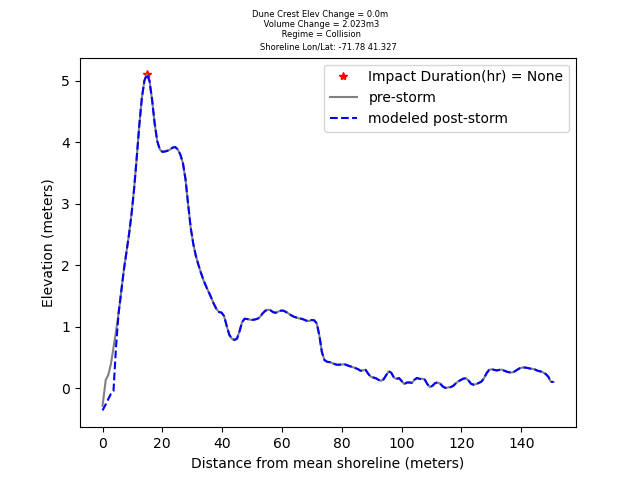 Dune Crest Elev Change = 0.0m
Volume Change = 2.023m3
Regime = Collision
Shoreline Lon/Lat: -71.78 41.327
Impact Duration(hr) = None
pre-storm
modeled post-storm
Elevation (meters)
5
4
3
2
1
0
0 20 40 60 80 100 120 140
Distance from mean shoreline (meters)